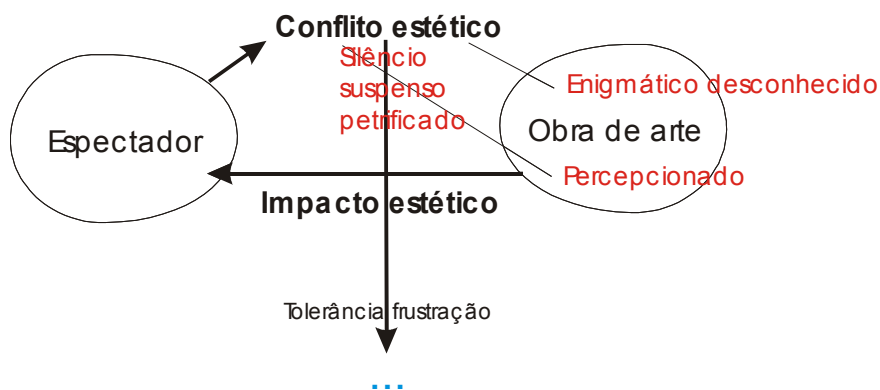 Conflito estético
Silêncio
suspenso
petrificado
Enigmático desconhecido
Espectador
Obra de arte
Percepcionado
Impacto estético
Tolerância frustração
...